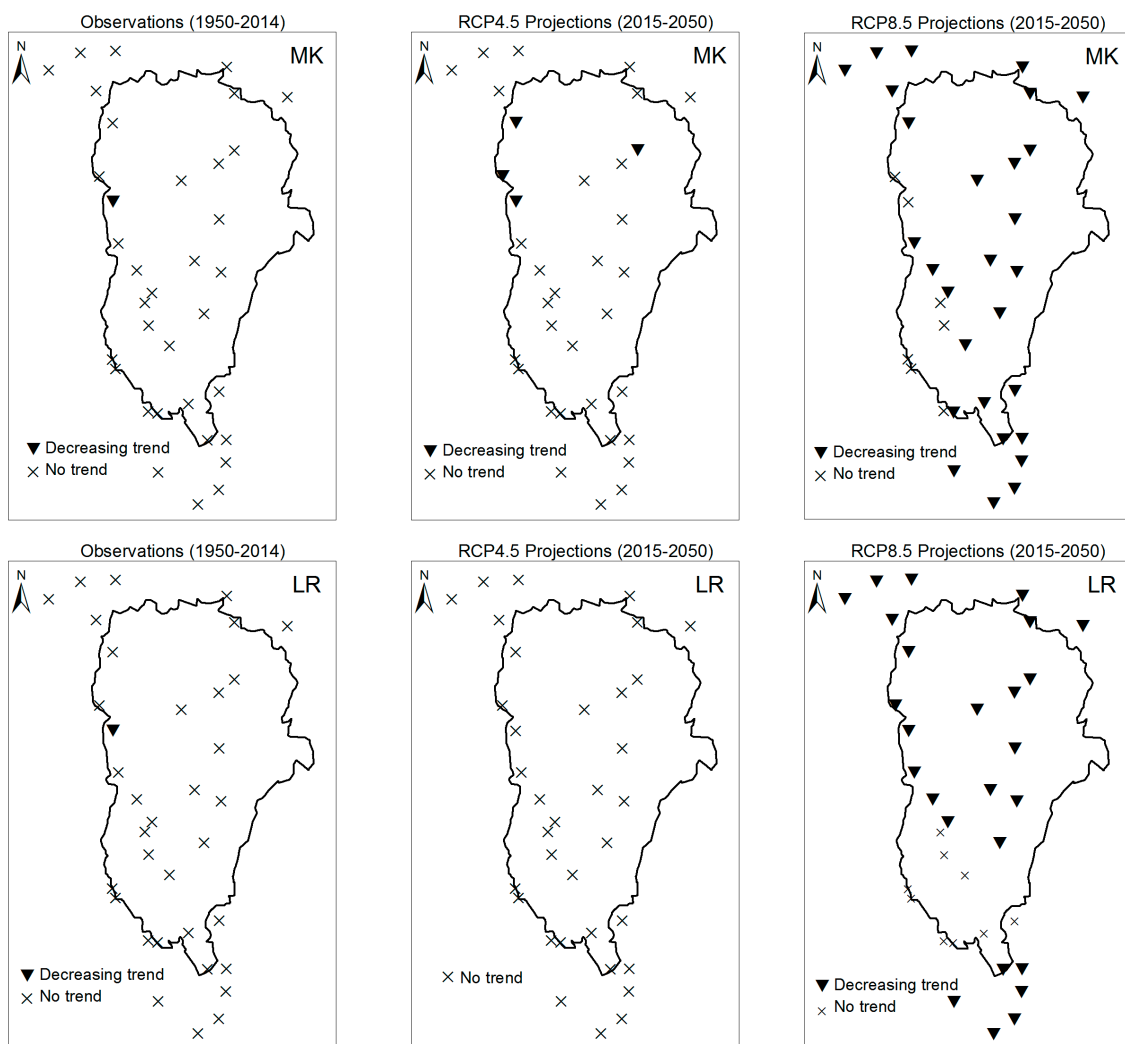 Observations (1950-2014)
N
MK
Decreasing trend
No trend
RCP4.5 Projections (2015-2050)
N
MK
Decreasing trend
No trend
RCP8.5 Projections (2015-2050)
N
MK
Decreasing trend
No trend
Observations (1950-2014)
N
LR
Decreasing trend
No trend
RCP4.5 Projections (2015-2050)
N
LR
No trend
RCP8.5 Projections (2015-2050)
N
LR
Decreasing trend
No trend